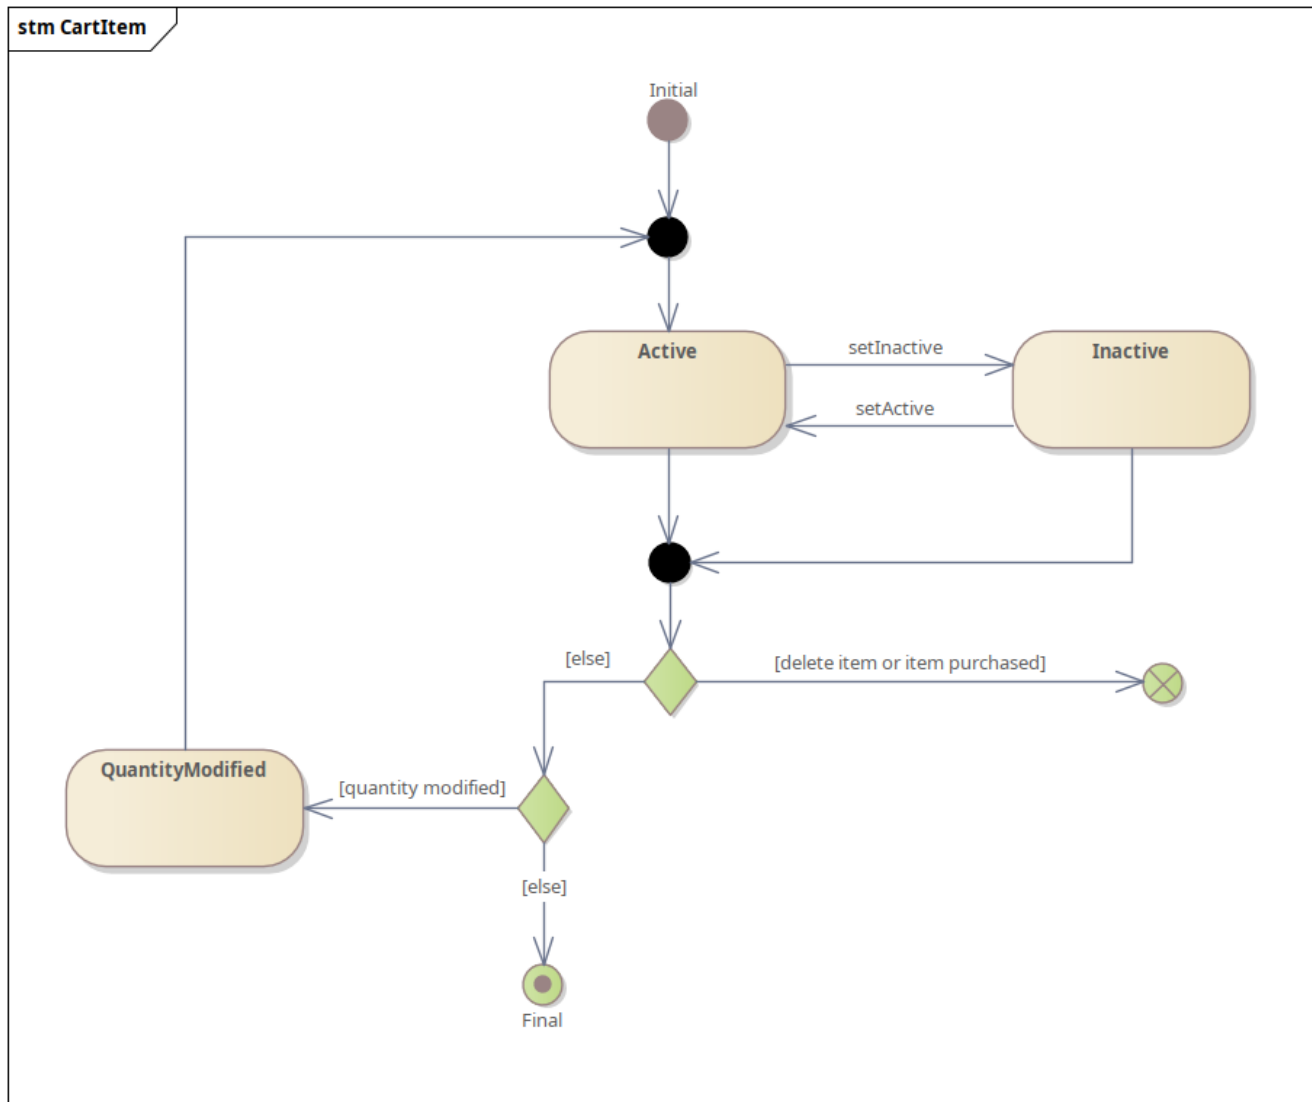 stm CartItem
Initial
Active
setInactive
Inactive
setActive
[else]
[delete item or item purchased]
QuantityModified
[quantity modified]
[else]
Final